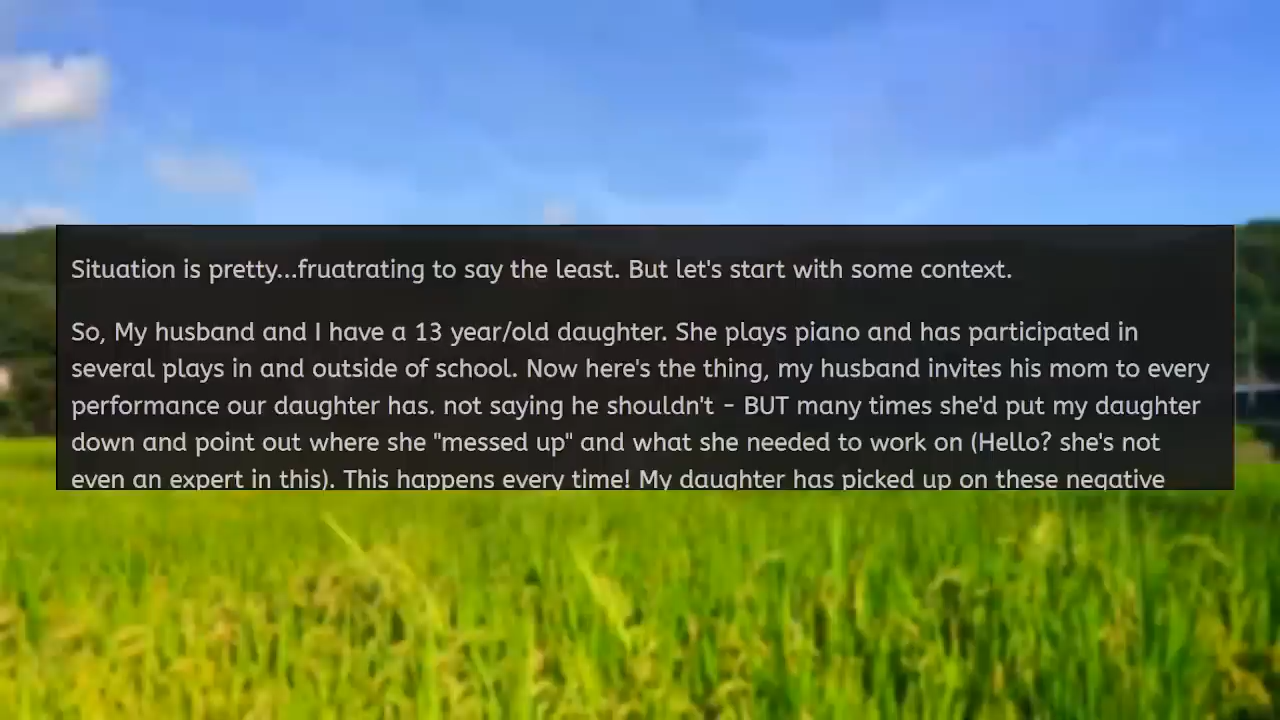 Situation is pretty...fruatrating to say the least. But let's start with some context.
So, My husband and I have a 13 year/old daughter. She plays piano and has participated in
several plays in and outside of school. Now here's the thing, my husband invites his mom to every
performance our daughter has. not saying he shouldn't - BUT many times she'd put my daughter
down and point out where she "messed up" and what she needed to work on (Hello? she's not
even an expert in this). This happens every time! My daughter has picked up on these negative